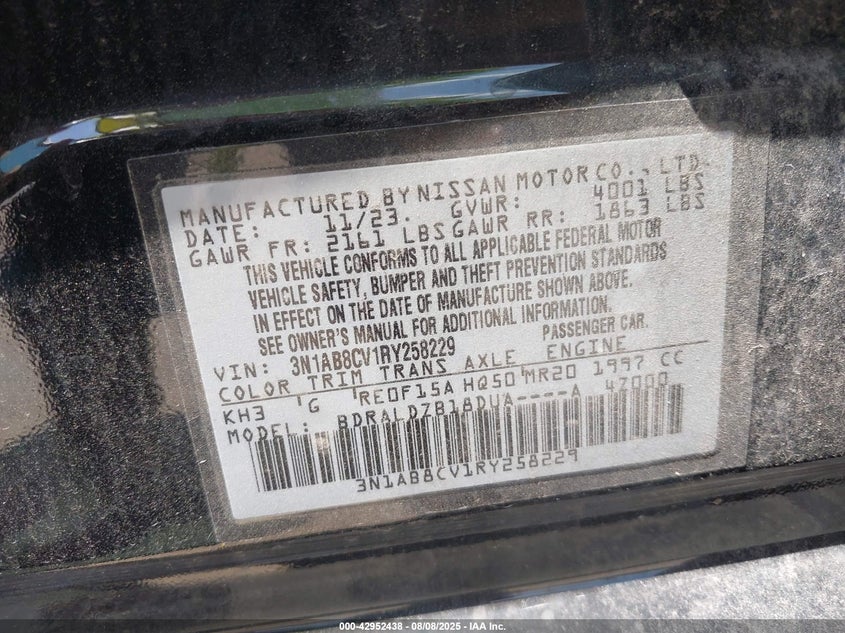 MANUFACTURED BY NISSAN MOTOR CO., LTD.
DATE: 11/23 GVWR: 4001 LBS
GAWR FR: 2161 LBS GAWR RR: 1863 LBS
THIS VEHICLE CONFORMS TO ALL APPLICABLE FEDERAL MOTOR
VEHICLE SAFETY, BUMPER AND THEFT PREVENTION STANDARDS
IN EFFECT ON THE DATE OF MANUFACTURE SHOWN ABOVE.
SEE OWNER'S MANUAL FOR ADDITIONAL INFORMATION.
VIN: 3N1AB8CV1RY258229 PASSENGER CAR.
COLOR TRIM TRANS AXLE ENGINE
KH3 G RE0F15A HQ50 MR20 1997 CC
MODEL: BDRALDZB18DUA----A 47000
3N1AB8CV1RY258229
000-42952438 - 08/08/2025 - IAA Inc.